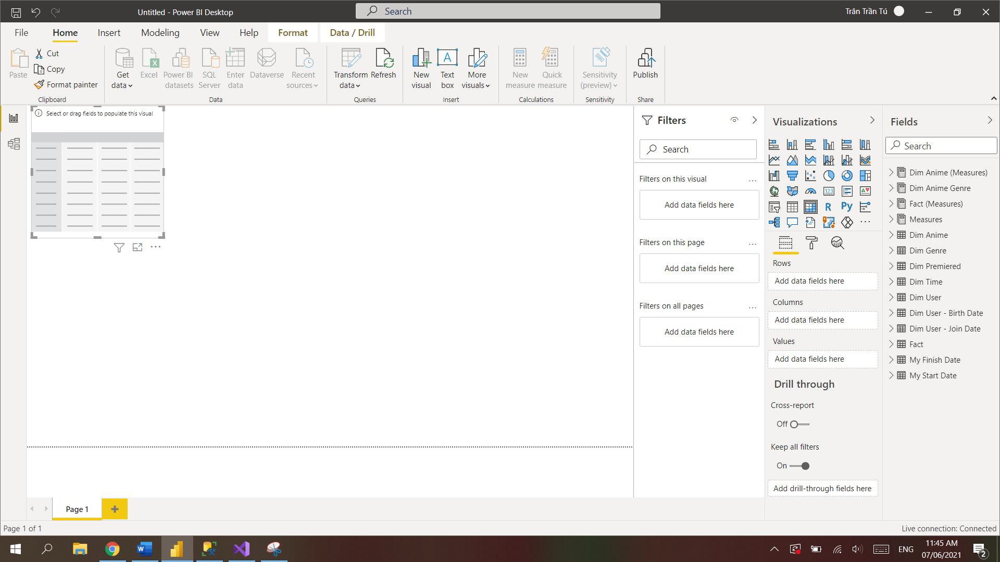 Untitled - Power BI Desktop
Search
Trân Trần Tú
File
Home
Insert
Modeling
View
Help
Format
Data / Drill
Paste
Cut
Copy
Format painter
Clipboard
Get data
Excel
Power BI datasets
SQL Server
Enter data
Dataverse
Recent sources
Data
Transform data
Refresh
Queries
New visual
A
Text box
More visuals
Insert
New measure
Quick measure
Calculations
Sensitivity (preview)
Sensitivity
Publish
Share
Select or drag fields to populate this visual
Filters
Search
Filters on this visual
Add data fields here
Filters on this page
Add data fields here
Filters on all pages
Add data fields here
Visualizations
123
R
Py
Rows
Add data fields here
Columns
Add data fields here
Values
Add data fields here
Drill through
Cross-report
Off
Keep all filters
On
Add drill-through fields here
Fields
Search
Dim Anime (Measures)
Dim Anime Genre
Fact (Measures)
Measures
Dim Anime
Dim Genre
Dim Premiered
Dim Time
Dim User
Dim User - Birth Date
Dim User - Join Date
Fact
My Finish Date
My Start Date
Page 1
Page 1 of 1
Live connection: Connected
W
ENG
11:45 AM
07/06/2021
2